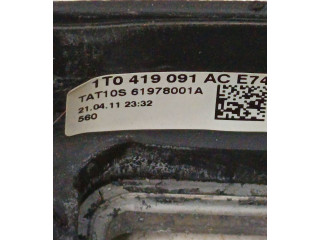 1T0 419 091 AC E74
TAT10S 61978001A
21.04.11 23:32
560